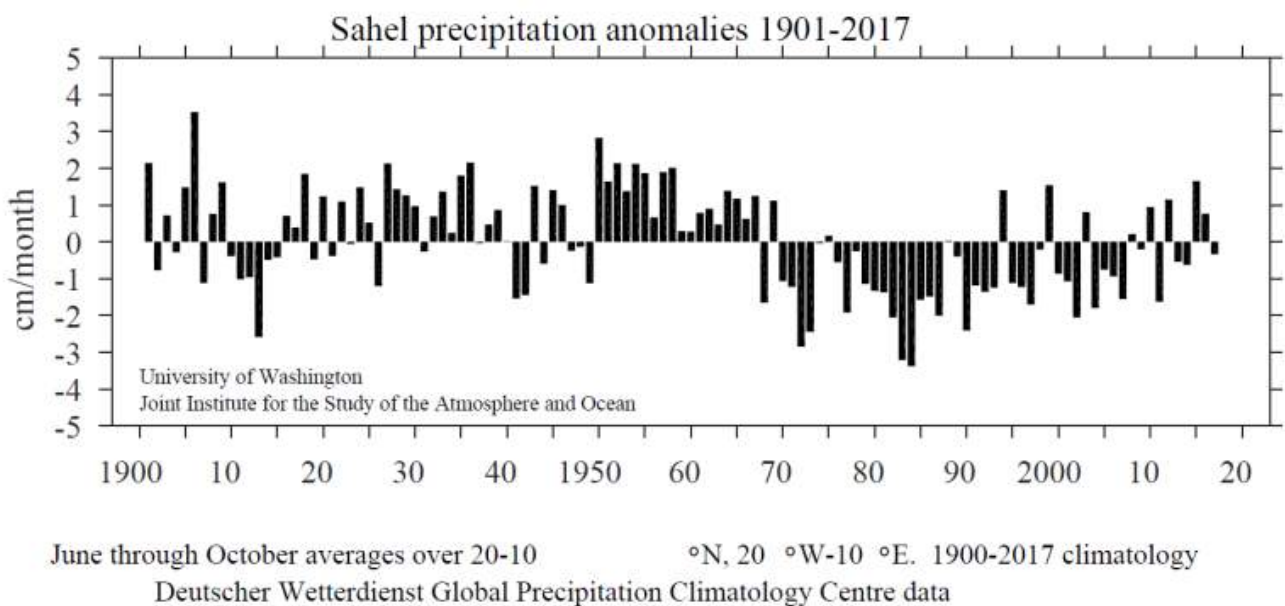 Sahel precipitation anomalies 1901-2017
5
4
3
2
1
0
-1
-2
-3
-4
-5
cm/month
University of Washington
Joint Institute for the Study of the Atmosphere and Ocean
1900 10 20 30 40 1950 60 70 80 90 2000 10 20
June through October averages over 20-10 °N, 20 °W-10 °E. 1900-2017 climatology
Deutscher Wetterdienst Global Precipitation Climatology Centre data